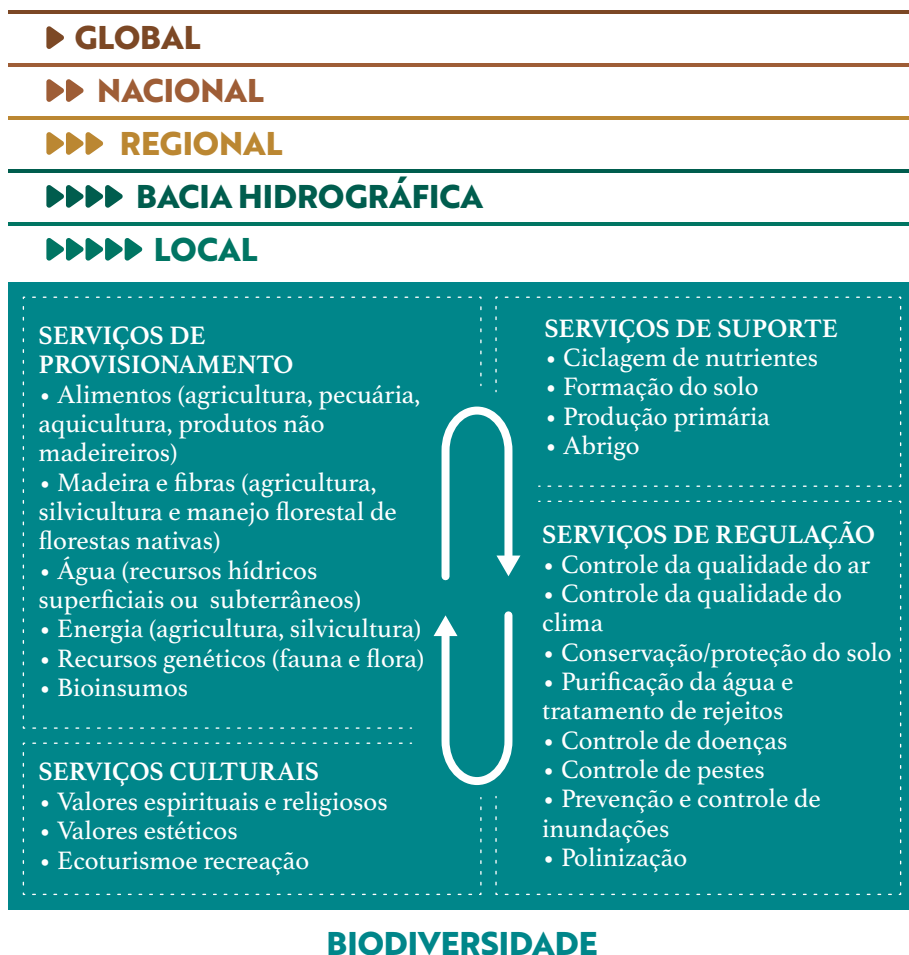 GLOBAL
NACIONAL
REGIONAL
BACIA HIDROGRÁFICA
LOCAL
SERVIÇOS DE
PROVISIONAMENTO
• Alimentos (agricultura, pecuária,
aquicultura, produtos não
madeireiros)
• Madeira e fibras (agricultura,
silvicultura e manejo florestal de
florestas nativas)
• Água (recursos hídricos
superficiais ou subterrâneos)
• Energia (agricultura, silvicultura)
• Recursos genéticos (fauna e flora)
• Bioinsumos
SERVIÇOS CULTURAIS
• Valores espirituais e religiosos
• Valores estéticos
• Ecoturismoe recreação
SERVIÇOS DE SUPORTE
• Ciclagem de nutrientes
• Formação do solo
• Produção primária
• Abrigo
SERVIÇOS DE REGULAÇÃO
• Controle da qualidade do ar
• Controle da qualidade do
clima
• Conservação/proteção do solo
• Purificação da água e
tratamento de rejeitos
• Controle de doenças
• Controle de pestes
• Prevenção e controle de
inundações
• Polinização
BIODIVERSIDADE